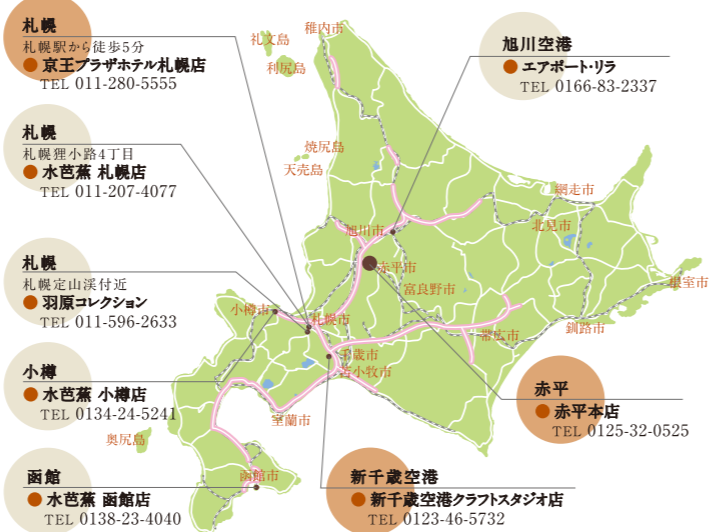 札幌
札幌駅から徒歩5分
京王プラザホテル札幌店
TEL 011-280-5555
札幌
札幌狸小路4丁目
水芭蕉 札幌店
TEL 011-207-4077
札幌
札幌定山渓付近
羽原コレクション
TEL 011-596-2633
小樽
水芭蕉 小樽店
TEL 0134-24-5241
函館
水芭蕉 函館店
TEL 0138-23-4040
旭川空港
エアポート・リラ
TEL 0166-83-2337
赤平
赤平本店
TEL 0125-32-0525
新千歳空港
新千歳空港クラフトスタジオ店
TEL 0123-46-5732
稚内市
礼文島
利尻島
焼尻島
天売島
網走市
北見市
旭川市
赤平市
富良野市
根室市
小樽市
札幌市
釧路市
帯広市
千歳市
苫小牧市
室蘭市
奥尻島
函館市